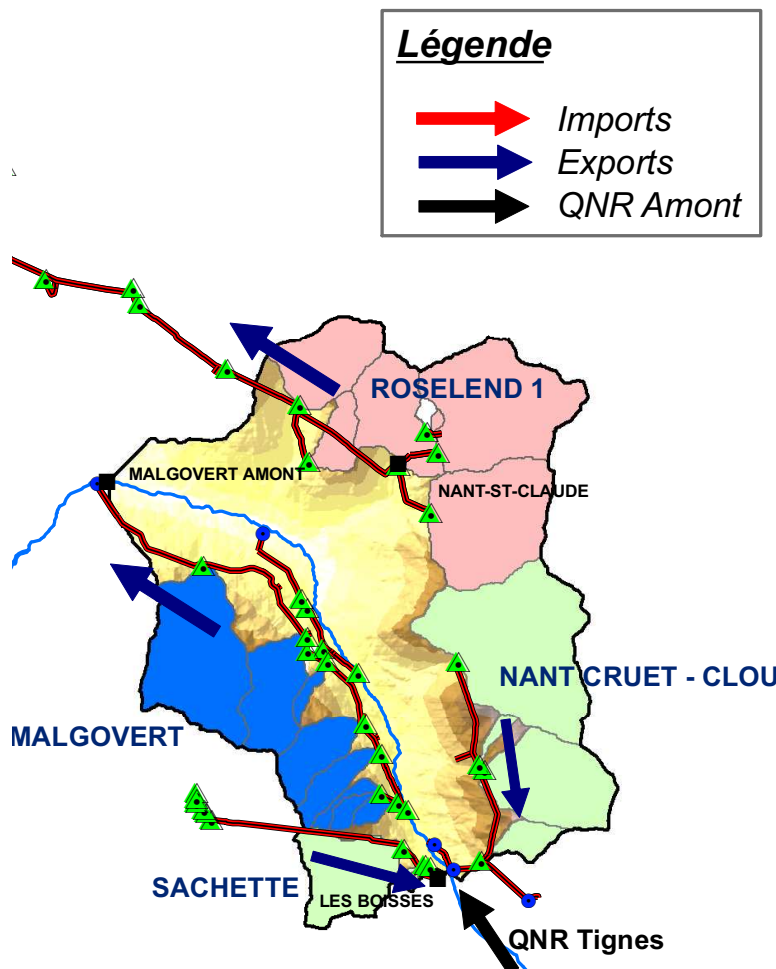 Légende
Imports
Exports
QNR Amont
ROSELEND 1
MALGOVERT AMONT
NANT-ST-CLAUDE
NANT CRUET - CLOU
MALGOVERT
SACHETTE
LES BOISSES
QNR Tignes